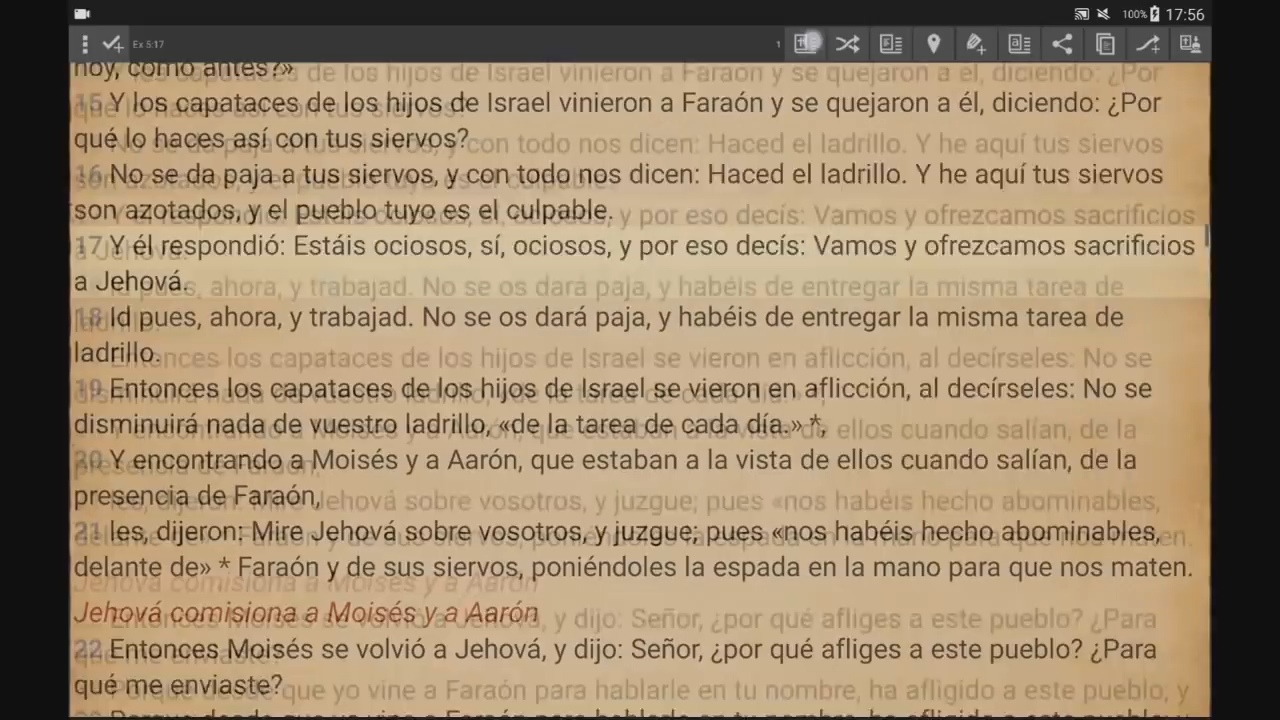 100% 17:56
Ex 5:17 1
hoy, como antes?»
15 Y los capataces de los hijos de Israel vinieron a Faraón y se quejaron a él, diciendo: ¿Por
qué lo haces así con tus siervos?
16 No se da paja a tus siervos, y con todo nos dicen: Haced el ladrillo. Y he aquí tus siervos
son azotados, y el pueblo tuyo es el culpable.
17 Y él respondió: Estáis ociosos, sí, ociosos, y por eso decís: Vamos y ofrezcamos sacrificios
a Jehová.
18 Id pues, ahora, y trabajad. No se os dará paja, y habéis de entregar la misma tarea de
ladrillo.
19 Entonces los capataces de los hijos de Israel se vieron en aflicción, al decírseles: No se
disminuirá nada de vuestro ladrillo, «de la tarea de cada día.» *,
20 Y encontrando a Moisés y a Aarón, que estaban a la vista de ellos cuando salían, de la
presencia de Faraón,
21 les, dijeron: Mire Jehová sobre vosotros, y juzgue; pues «nos habéis hecho abominables,
delante de» * Faraón y de sus siervos, poniéndoles la espada en la mano para que nos maten.
Jehová comisiona a Moisés y a Aarón
22 Entonces Moisés se volvió a Jehová, y dijo: Señor, ¿por qué afliges a este pueblo? ¿Para
qué me enviaste?